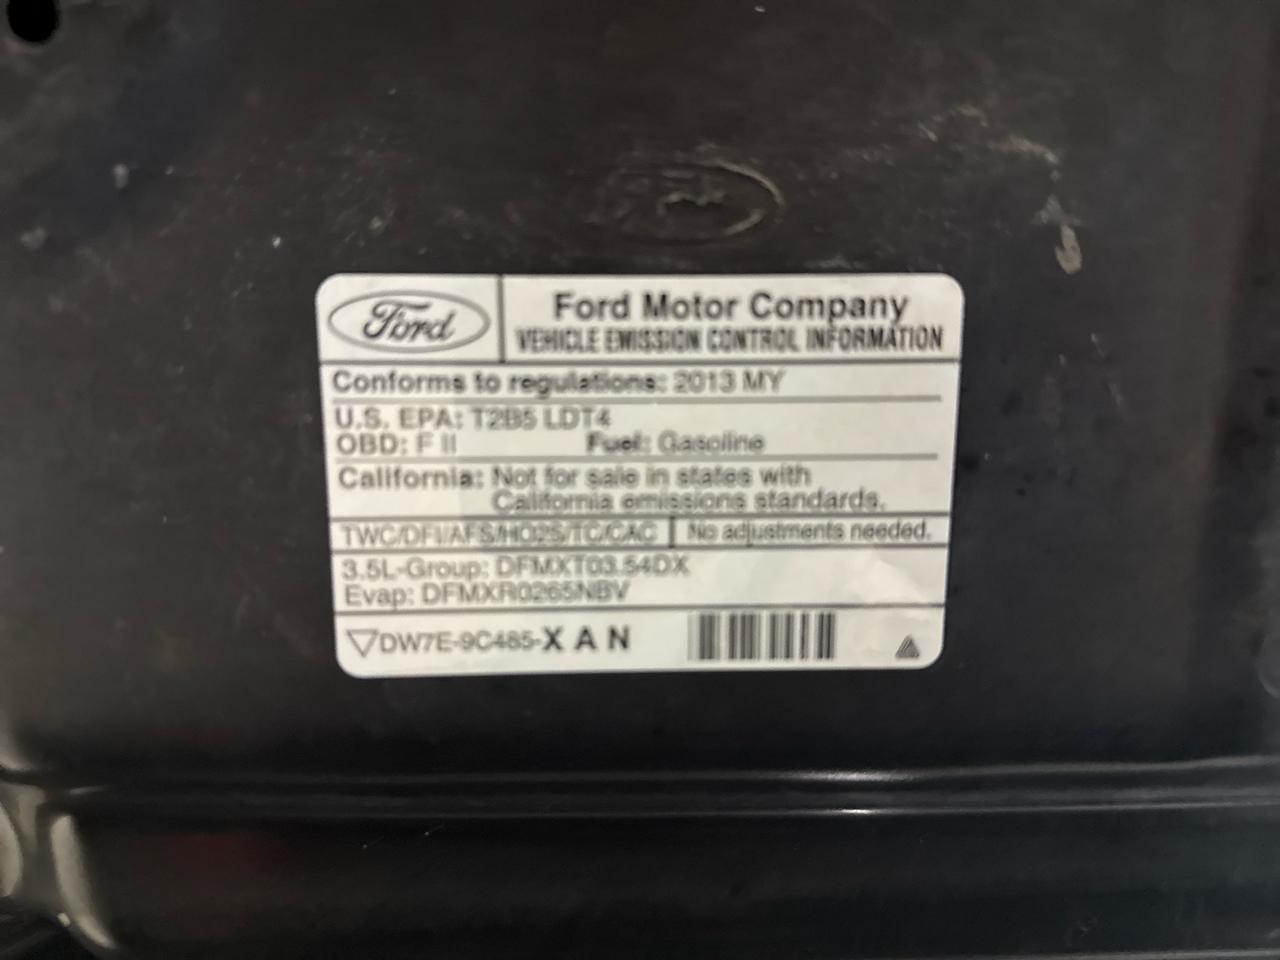 Ford
Ford Motor Company
VEHICLE EMISSION CONTROL INFORMATION
Conforms to regulations: 2013 MY
U.S. EPA: T2B5 LDT4
OBD: F II Fuel: Gasoline
California: Not for sale in states with
California emissions standards.
TWC/DFI/AFS/HO2S/TC/CAC No adjustments needed.
3.5L-Group: DFMXT03.54DX
Evap: DFMXR0265NBV
DW7E-9C485-X A N